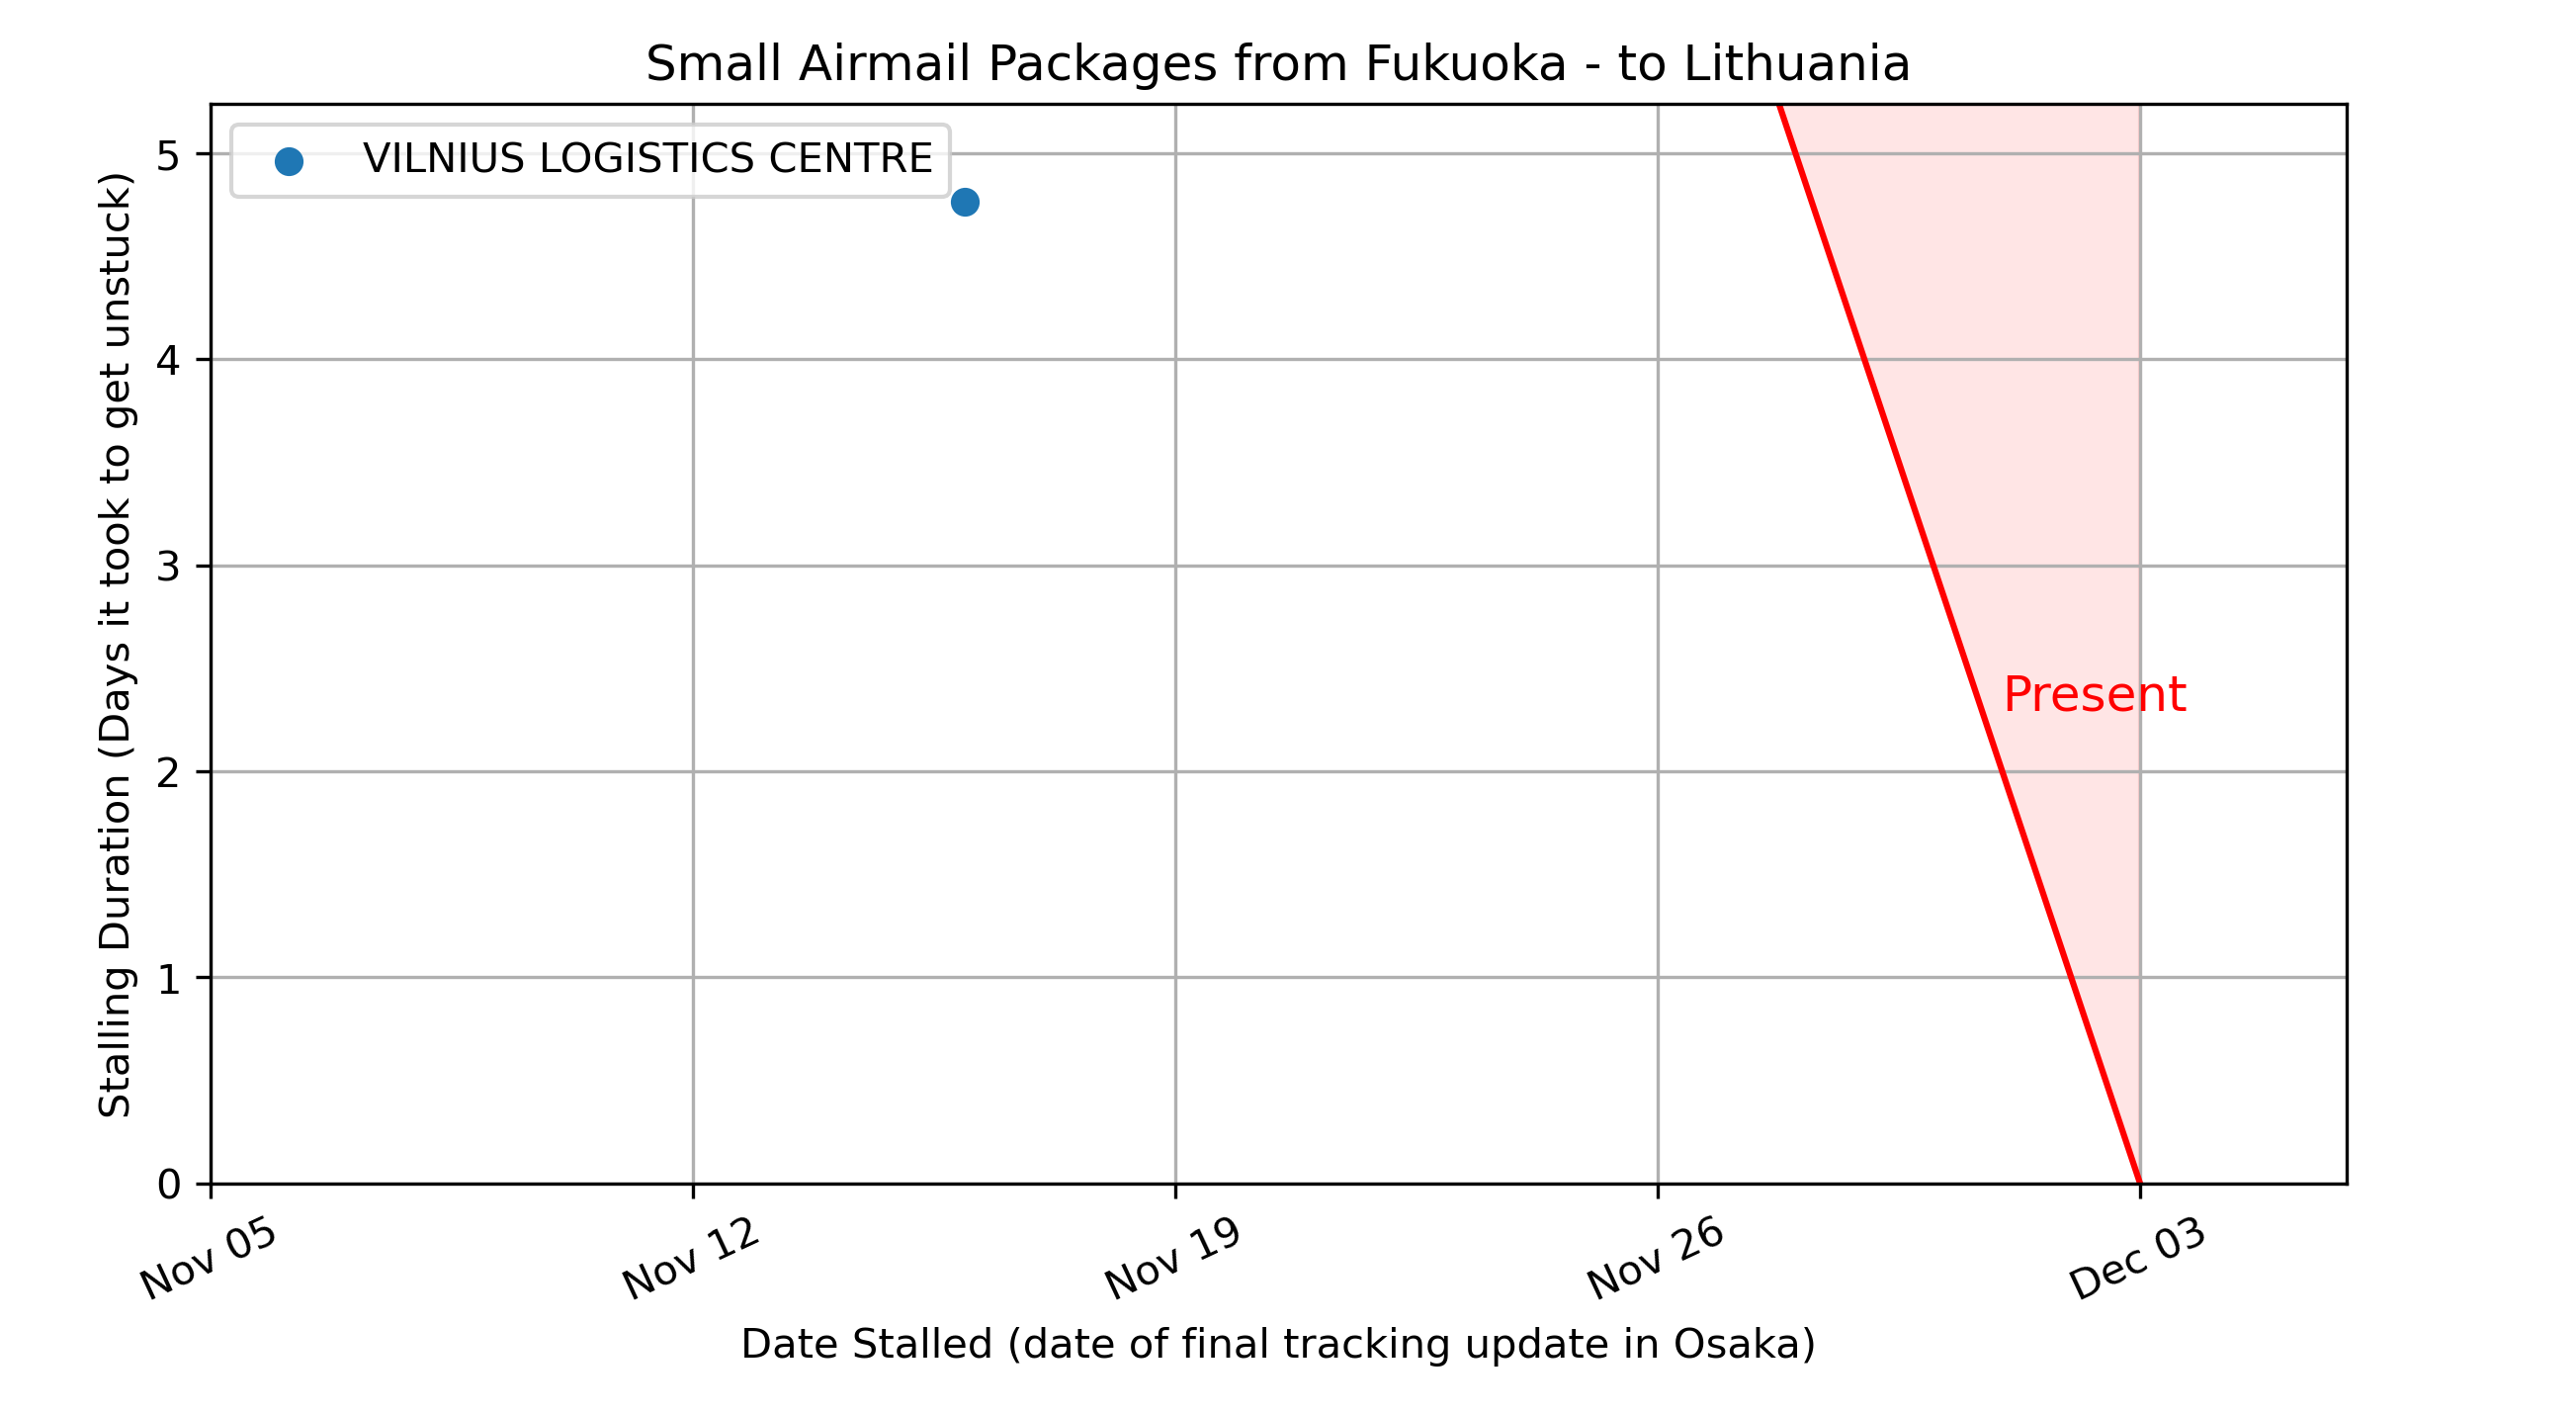 Small Airmail Packages from Fukuoka - to Lithuania
VILNIUS LOGISTICS CENTRE
Stalling Duration (Days it took to get unstuck)
5
4
3
2
1
0
Present
Nov 05
Nov 12
Nov 19
Nov 26
Dec 03
Date Stalled (date of final tracking update in Osaka)